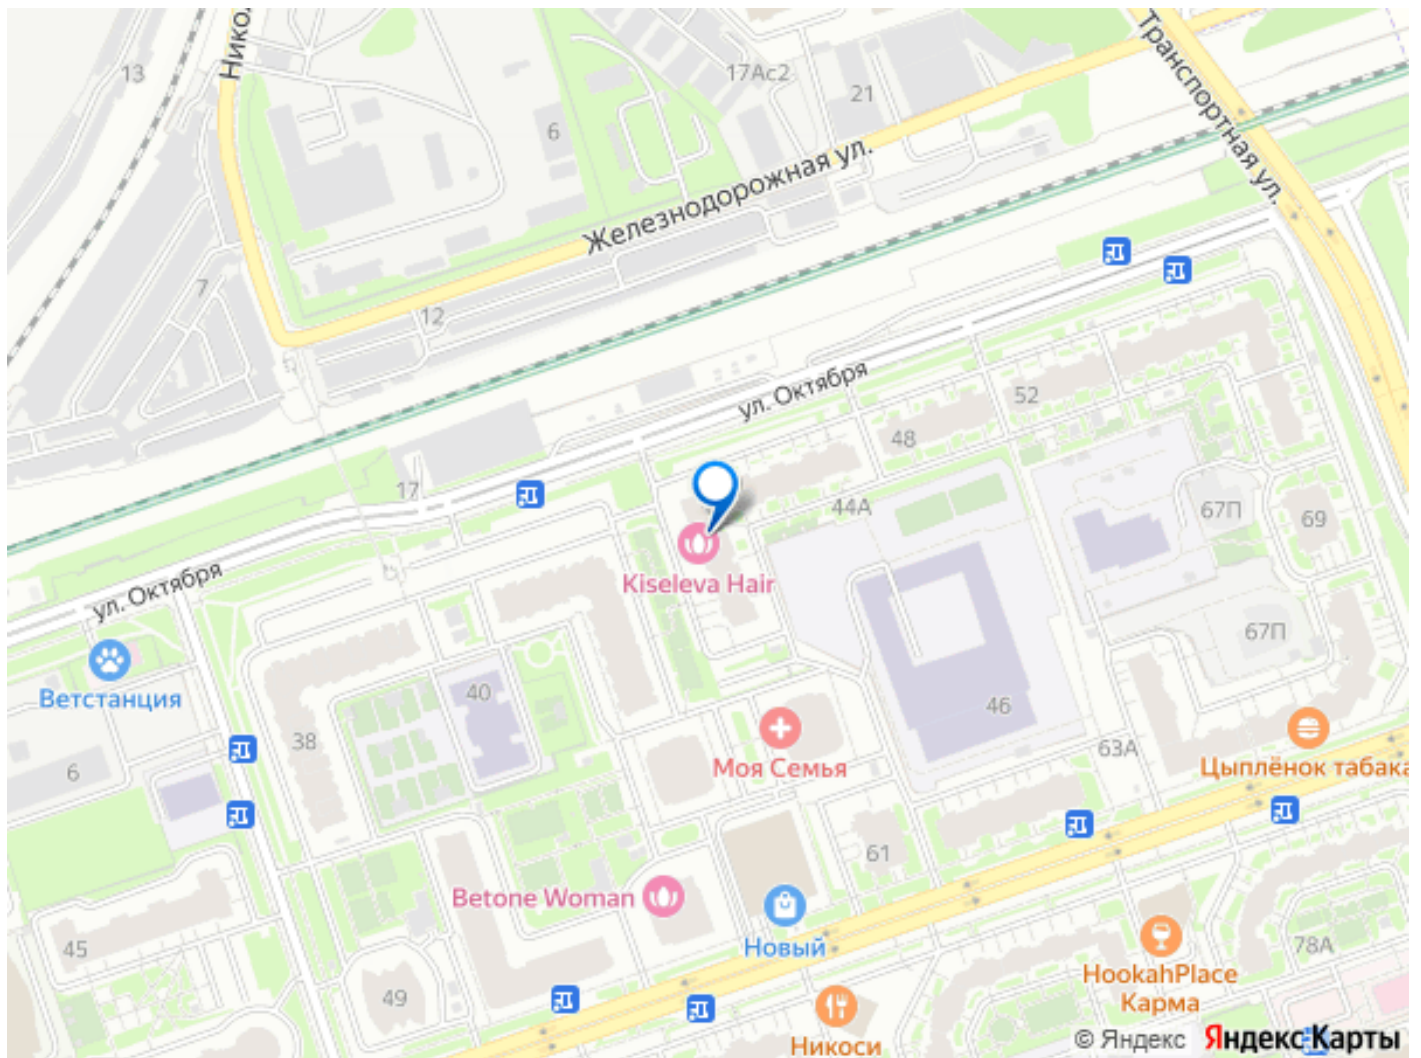 Нико
13
17Ас2
21
6
Транспортная ул.
Железнодорожная ул.
7
12
ул. Октября
52
48
17
44А
67П
69
Kiseleva Hair
ул. Октября
67П
Ветстанция
40
46
38
63А
6
Моя Семья
Цыплёнок табака
61
Betone Woman
Новый
45
78А
49
HookahPlace
Карма
Никоси
© Яндекс Яндекс Карты